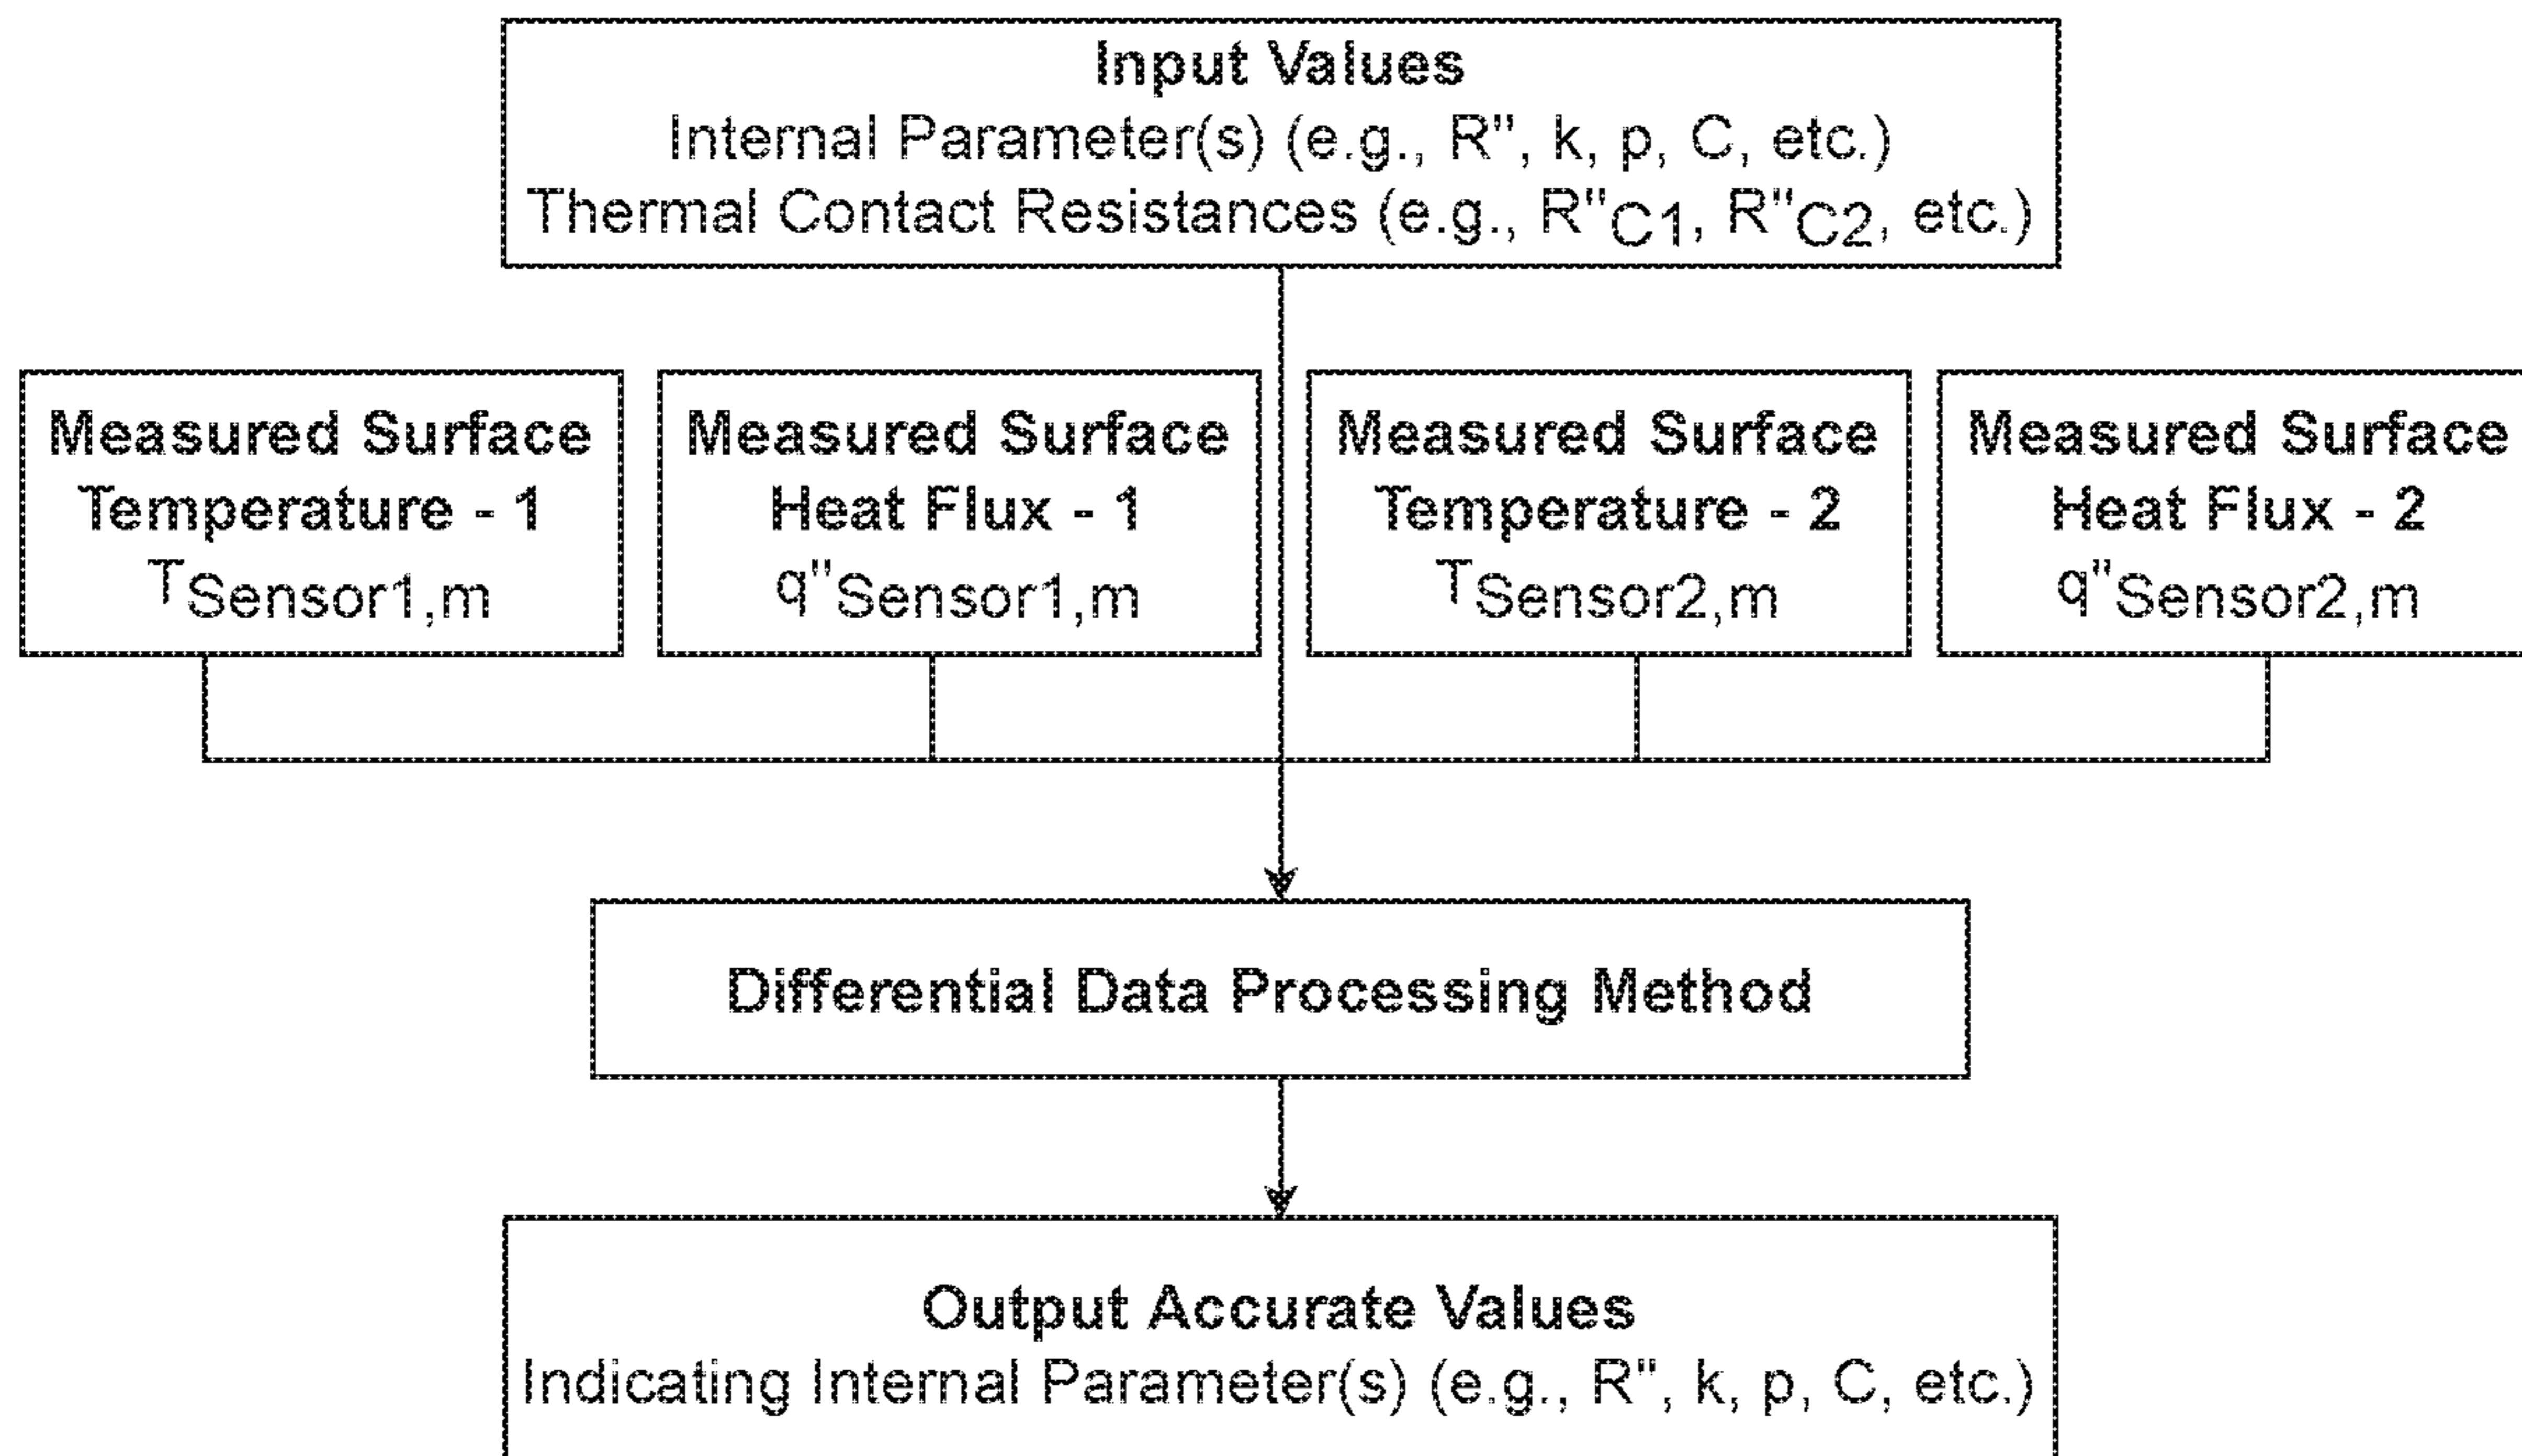 Input Values
Internal Parameter(s) (e.g., R", k, p, C, etc.)
Thermal Contact Resistances (e.g., R"C1, R"C2, etc.)
Measured Surface
Temperature - 1
TSensor1,m
Measured Surface
Heat Flux - 1
q"Sensor1,m
Measured Surface
Temperature - 2
TSensor2,m
Measured Surface
Heat Flux - 2
q"Sensor2,m
Differential Data Processing Method
Output Accurate Values
Indicating Internal Parameter(s) (e.g., R", k, p, C, etc.)